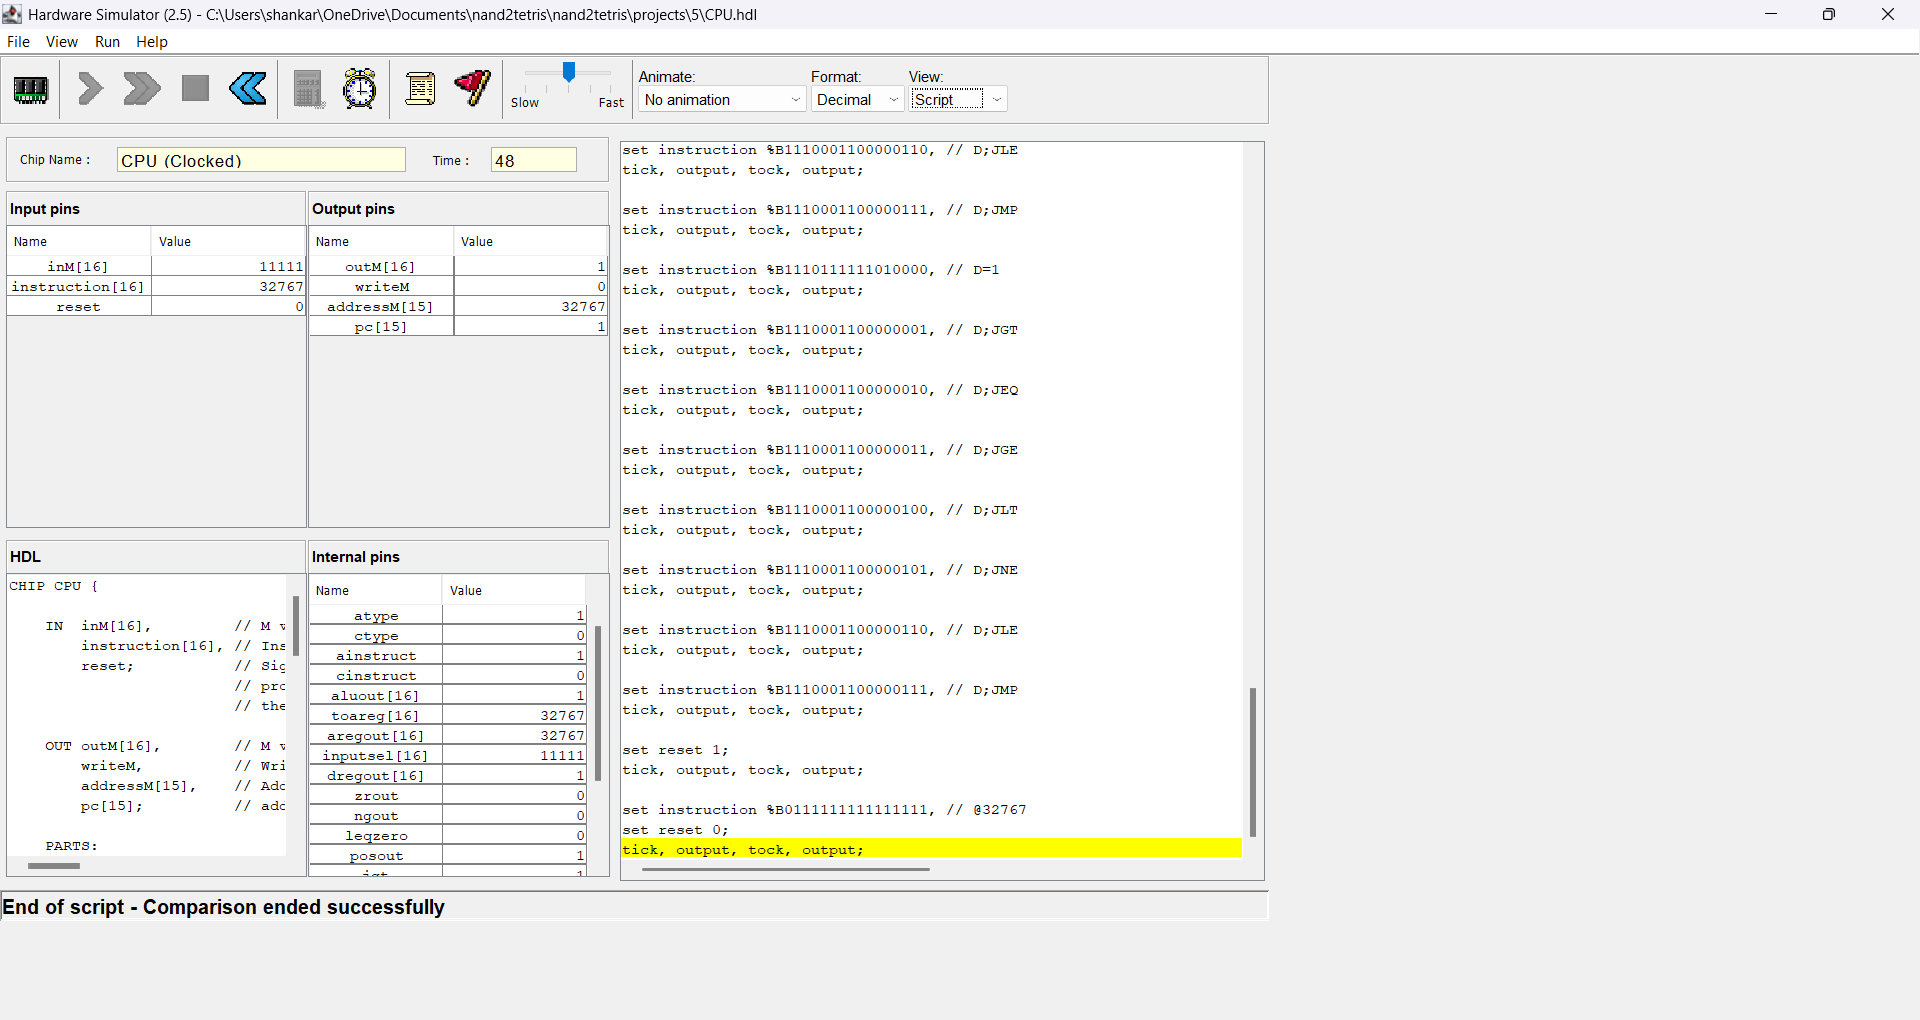 Hardware Simulator (2.5) - C:\Users\shankar\OneDrive\Documents\nand2tetris\nand2tetris\projects\5\CPU.hdl
File View Run Help
Slow Fast
Animate: Format: View:
No animation Decimal Script
Chip Name : CPU (Clocked) Time : 48
Input pins
Name Value
inM[16] 11111
instruction[16] 32767
reset 0
Output pins
Name Value
outM[16] 1
writeM 0
addressM[15] 32767
pc[15] 1
HDL
CHIP CPU {
IN inM[16], // M
instruction[16], // Ins
reset; // Sig
// pro
// the
OUT outM[16], // M
writeM, // Wri
addressM[15], // Add
pc[15]; // add
PARTS:
Internal pins
Name Value
atype 1
ctype 0
ainstruct 1
cinstruct 0
aluout[16] 1
toareg[16] 32767
aregout[16] 32767
inputsel[16] 11111
dregout[16] 1
zrout 0
ngout 0
leqzero 0
posout 1
set instruction %B1110001100000110, // D;JLE
tick, output, tock, output;
set instruction %B1110001100000111, // D;JMP
tick, output, tock, output;
set instruction %B1110111111010000, // D=1
tick, output, tock, output;
set instruction %B1110001100000001, // D;JGT
tick, output, tock, output;
set instruction %B1110001100000010, // D;JEQ
tick, output, tock, output;
set instruction %B1110001100000011, // D;JGE
tick, output, tock, output;
set instruction %B1110001100000100, // D;JLT
tick, output, tock, output;
set instruction %B1110001100000101, // D;JNE
tick, output, tock, output;
set instruction %B1110001100000110, // D;JLE
tick, output, tock, output;
set instruction %B1110001100000111, // D;JMP
tick, output, tock, output;
set reset 1;
tick, output, tock, output;
set instruction %B0111111111111111, // @32767
set reset 0;
tick, output, tock, output;
End of script - Comparison ended successfully